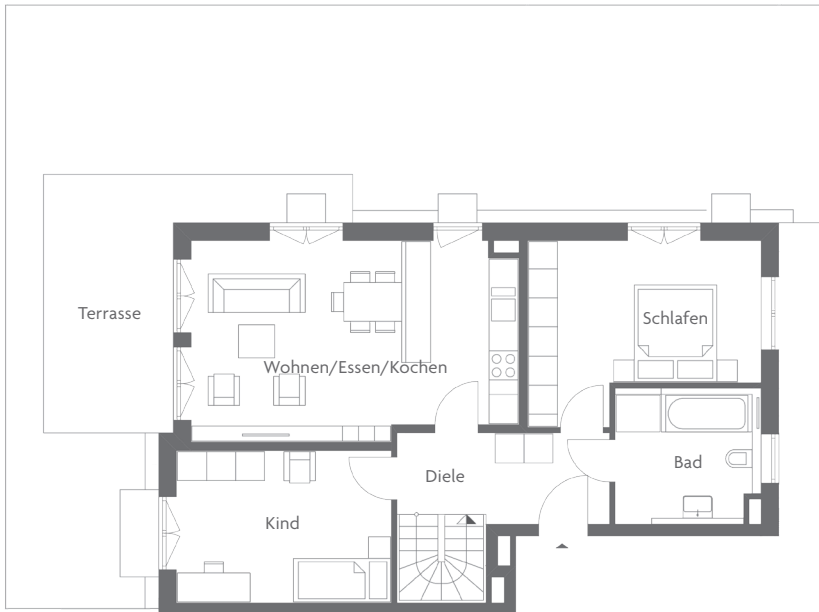 Terrasse
Schlafen
Wohnen/Essen/Kochen
Bad
Diele
Kind